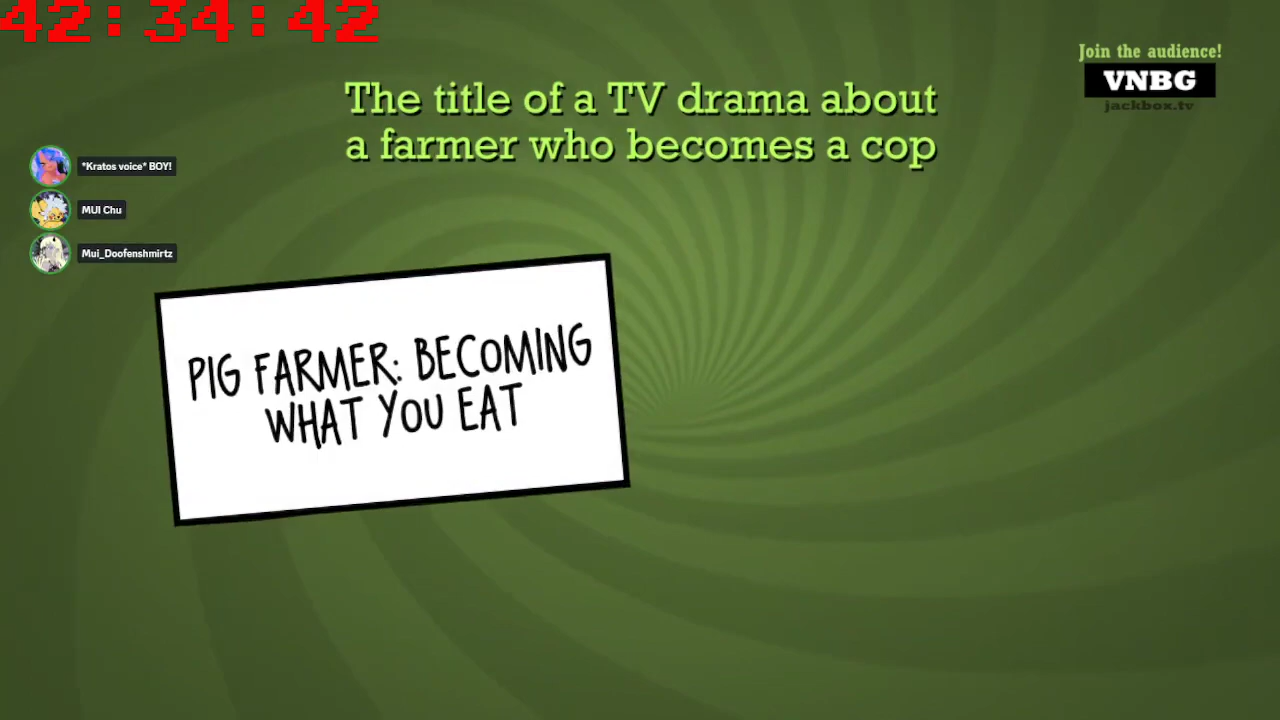 42:34:42
Join the audience!
VNBG
jackbox.tv
The title of a TV drama about
a farmer who becomes a cop
*Kratos voice* BOY!
MUI Chu
Mui_Doofenshmirtz
PIG FARMER: BECOMING
WHAT YOU EAT